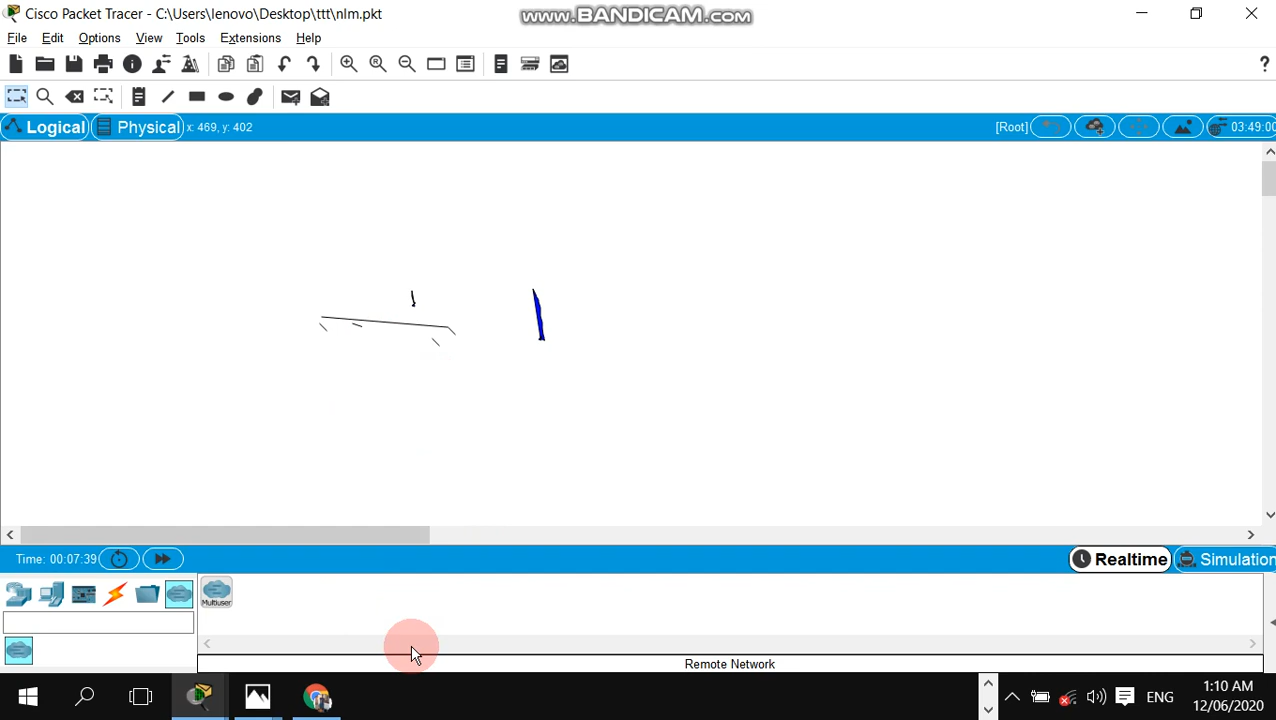 Cisco Packet Tracer - C:\Users\lenovo\Desktop\ttt\nlm.pkt
www.BANDICAM.com
File Edit Options View Tools Extensions Help
Logical Physical x: 469, y: 402 [Root] 03:49:00
Time: 00:07:39 Realtime Simulation
Multiuser
Remote Network
ENG 1:10 AM
12/06/2020